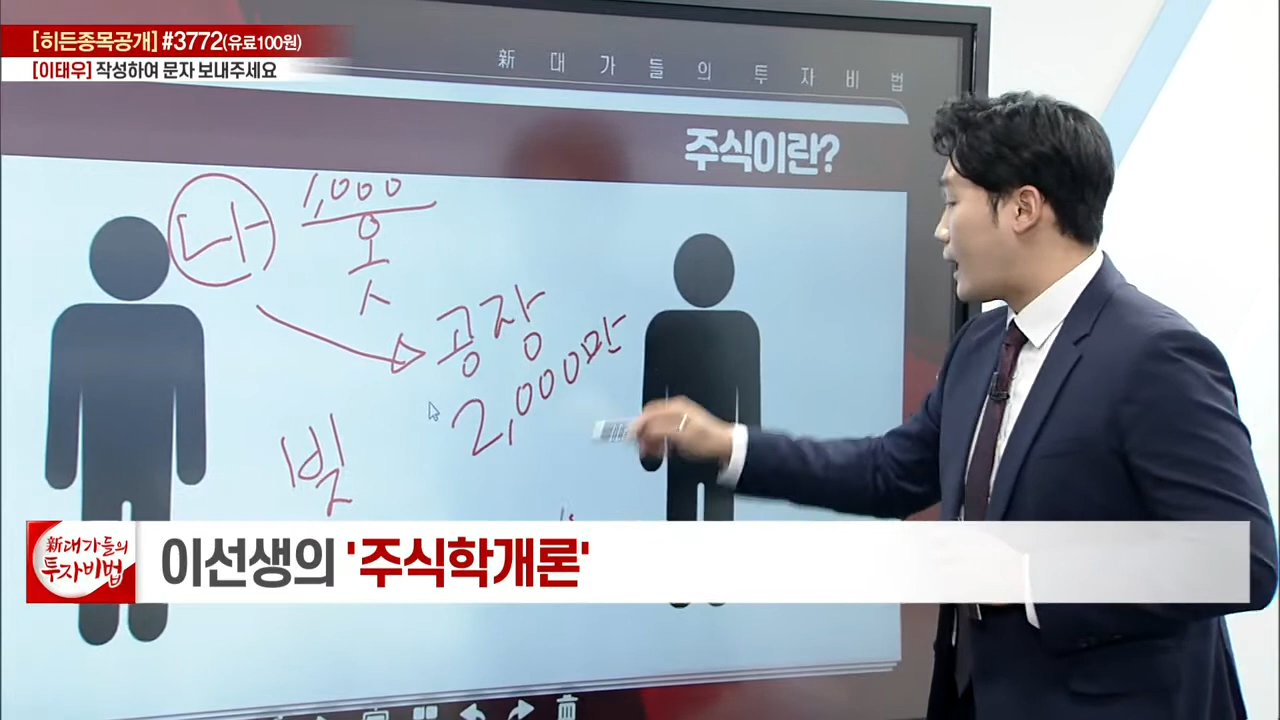 [히든종목공개] #3772(유료100원)
[이태우] 작성하여 문자 보내주세요
新 대 가 들 의 투 자 비 법
주식이란?
나
1,000
옷
공장
2,000만
빚
新대가들의
투자비법
이선생의 '주식학개론'